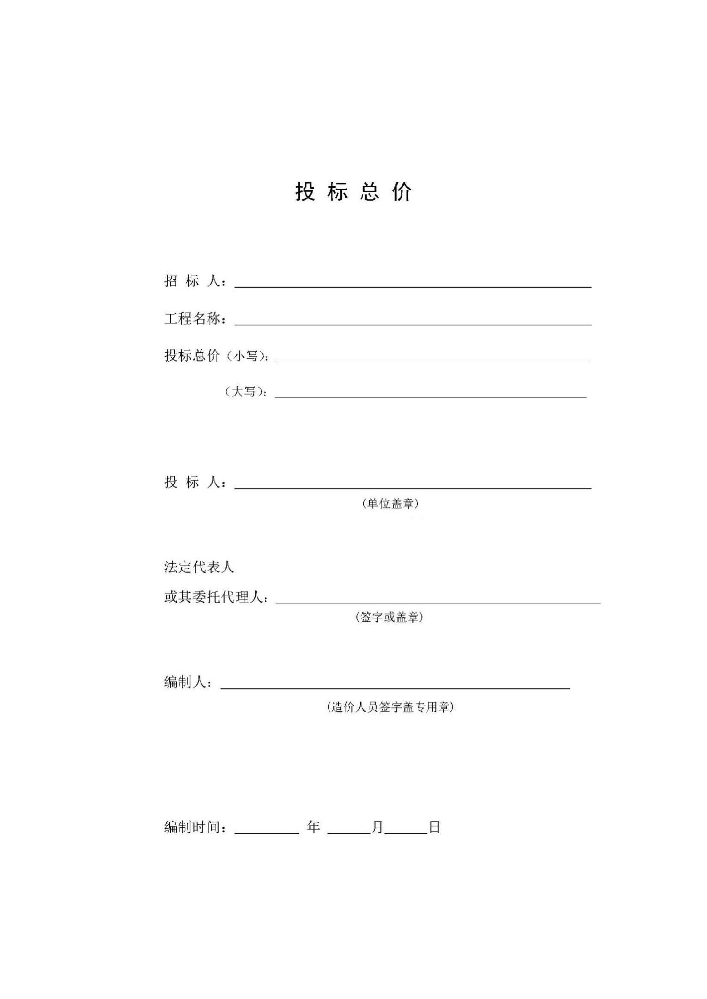 投 标 总 价
招 标 人：
工程名称：
投标总价（小写）：
（大写）：
投 标 人：
(单位盖章)
法定代表人
或其委托代理人：
(签字或盖章)
编制人：
(造价人员签字盖专用章)
编制时间： 年 月 日